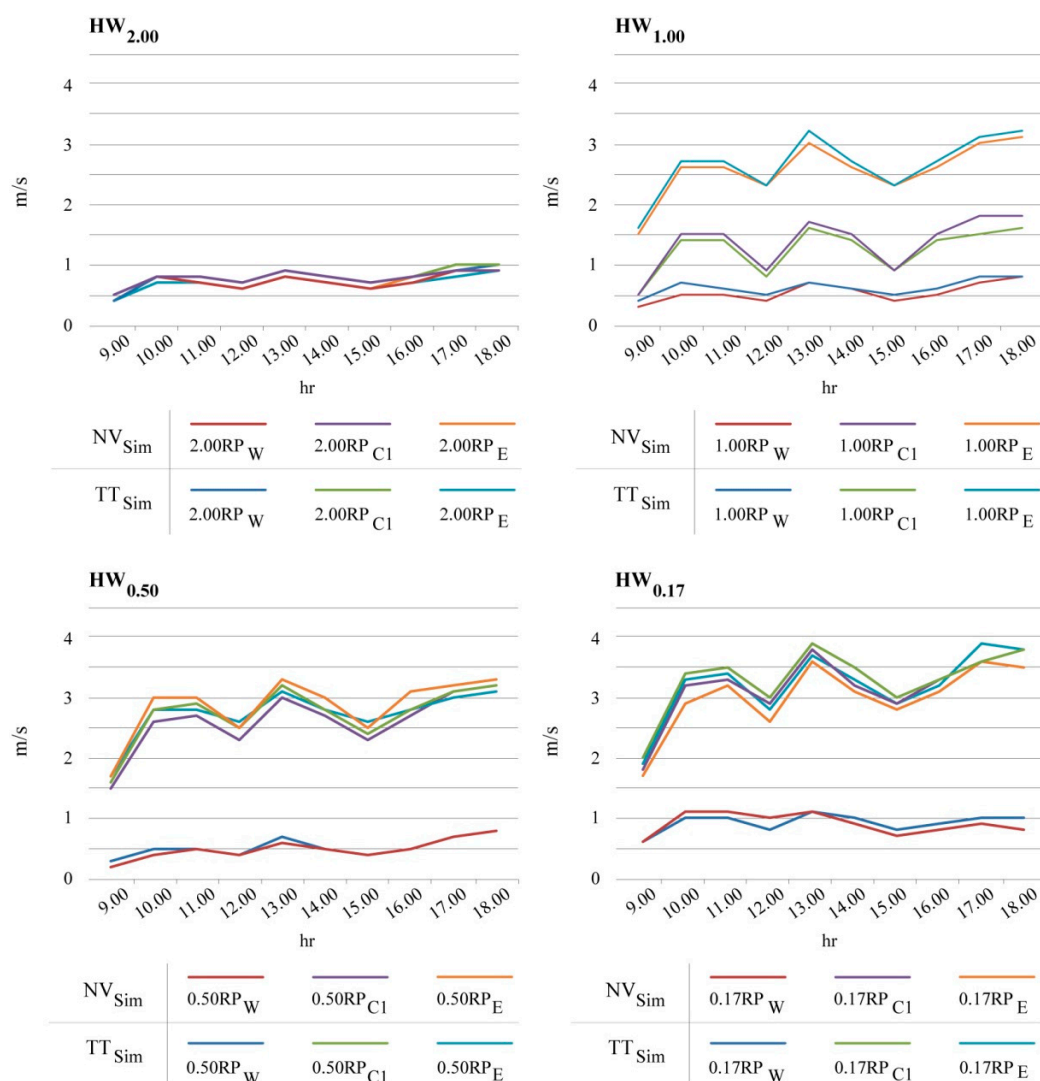 HW2.00
4
3
2
1
0
m/s
9.00 10.00 11.00 12.00 13.00 14.00 15.00 16.00 17.00 18.00
hr
NVSim 2.00RPW 2.00RPC1 2.00RPE
TTSim 2.00RPW 2.00RPC1 2.00RPE
HW1.00
4
3
2
1
0
m/s
9.00 10.00 11.00 12.00 13.00 14.00 15.00 16.00 17.00 18.00
hr
NVSim 1.00RPW 1.00RPC1 1.00RPE
TTSim 1.00RPW 1.00RPC1 1.00RPE
HW0.50
4
3
2
1
0
m/s
9.00 10.00 11.00 12.00 13.00 14.00 15.00 16.00 17.00 18.00
hr
NVSim 0.50RPW 0.50RPC1 0.50RPE
TTSim 0.50RPW 0.50RPC1 0.50RPE
HW0.17
4
3
2
1
0
m/s
9.00 10.00 11.00 12.00 13.00 14.00 15.00 16.00 17.00 18.00
hr
NVSim 0.17RPW 0.17RPC1 0.17RPE
TTSim 0.17RPW 0.17RPC1 0.17RPE